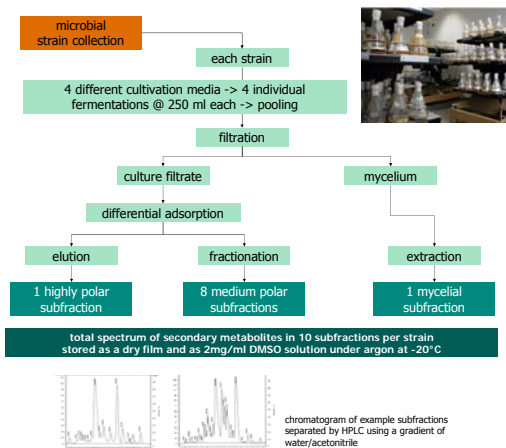 microbial
strain collection
each strain
4 different cultivation media -> 4 individual
fermentations @ 250 ml each -> pooling
filtration
culture filtrate
mycelium
differential adsorption
elution
fractionation
extraction
1 highly polar
subfraction
8 medium polar
subfractions
1 mycelial
subfraction
total spectrum of secondary metabolites in 10 subfractions per strain
stored as a dry film and as 2mg/ml DMSO solution under argon at -20°C
chromatogram of example subfractions
separated by HPLC using a gradient of
water/acetonitrile